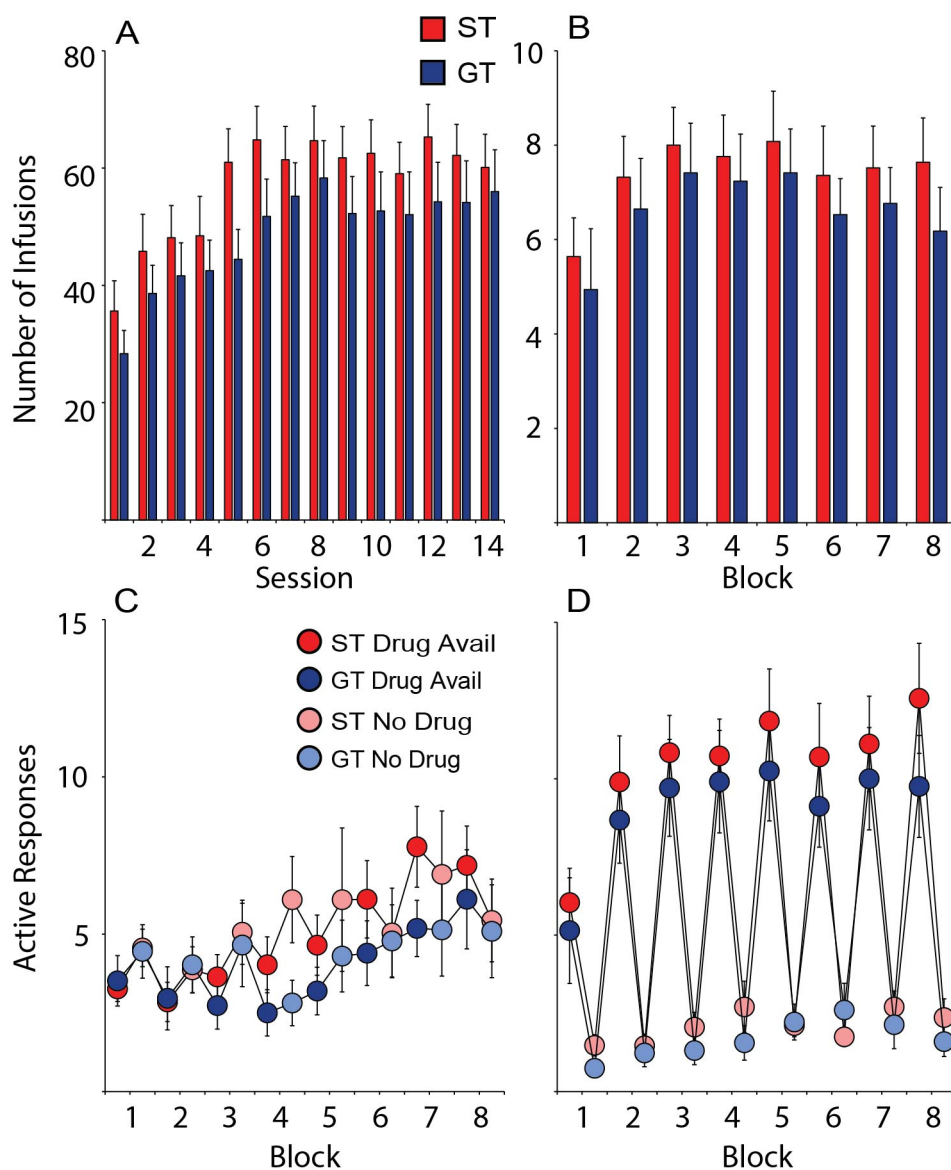 A
ST
GT
B
80
60
40
20
Number of Infusions
2 4 6 8 10 12 14
Session
10
8
6
4
2
1 2 3 4 5 6 7 8
Block
C
15
10
5
Active Responses
ST Drug Avail
GT Drug Avail
ST No Drug
GT No Drug
1 2 3 4 5 6 7 8
Block
D
1 2 3 4 5 6 7 8
Block